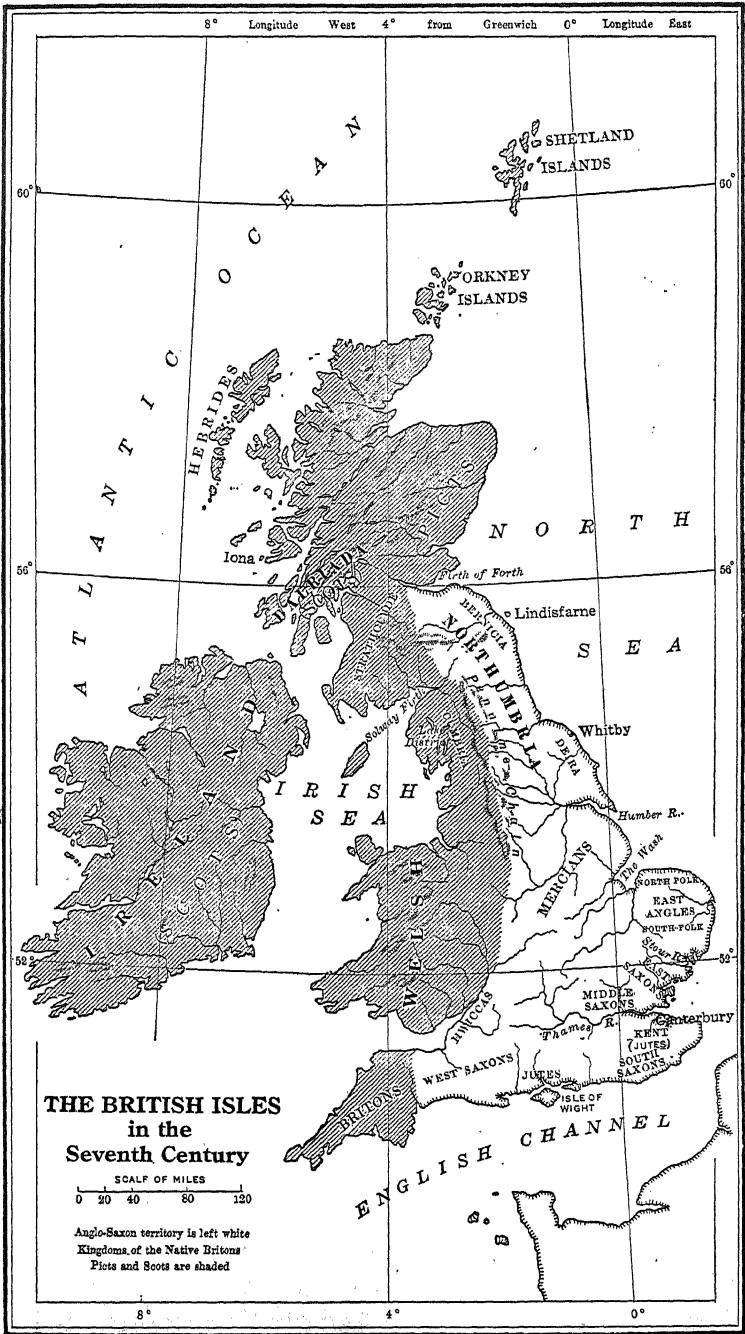 8° Longitude West 4° from Greenwich 0° Longitude East
ATLANTIC OCEAN
SHETLAND
ISLANDS
60°
60°
ORKNEY
ISLANDS
HEBRIDES
PICTS
NORTH
SEA
Iona
DALRIADA
56°
56°
Firth of Forth
STRATHCLYDE
BERNICIA
Lindisfarne
NORTHUMBRIA
Pennine Chain
Solway Firth
Lake
District
Whitby
DEIRA
IRELAND
SCOTS
IRISH
SEA
Humber R.
The Wash
MERCIANS
NORTH FOLK
EAST
ANGLES
SOUTH-FOLK
WELSH
Stour R.
52°
52°
EAST
SAXONS
MIDDLE
SAXONS
HWICCAS
Thames R.
Canterbury
KENT
(JUTES)
SOUTH
SAXONS
WEST SAXONS
JUTES
ISLE OF
WIGHT
BRITONS
ENGLISH CHANNEL
THE BRITISH ISLES
in the
Seventh Century
SCALE OF MILES
0 20 40 80 120
Anglo-Saxon territory is left white
Kingdoms of the Native Britons
Picts and Scots are shaded
8° 4° 0°